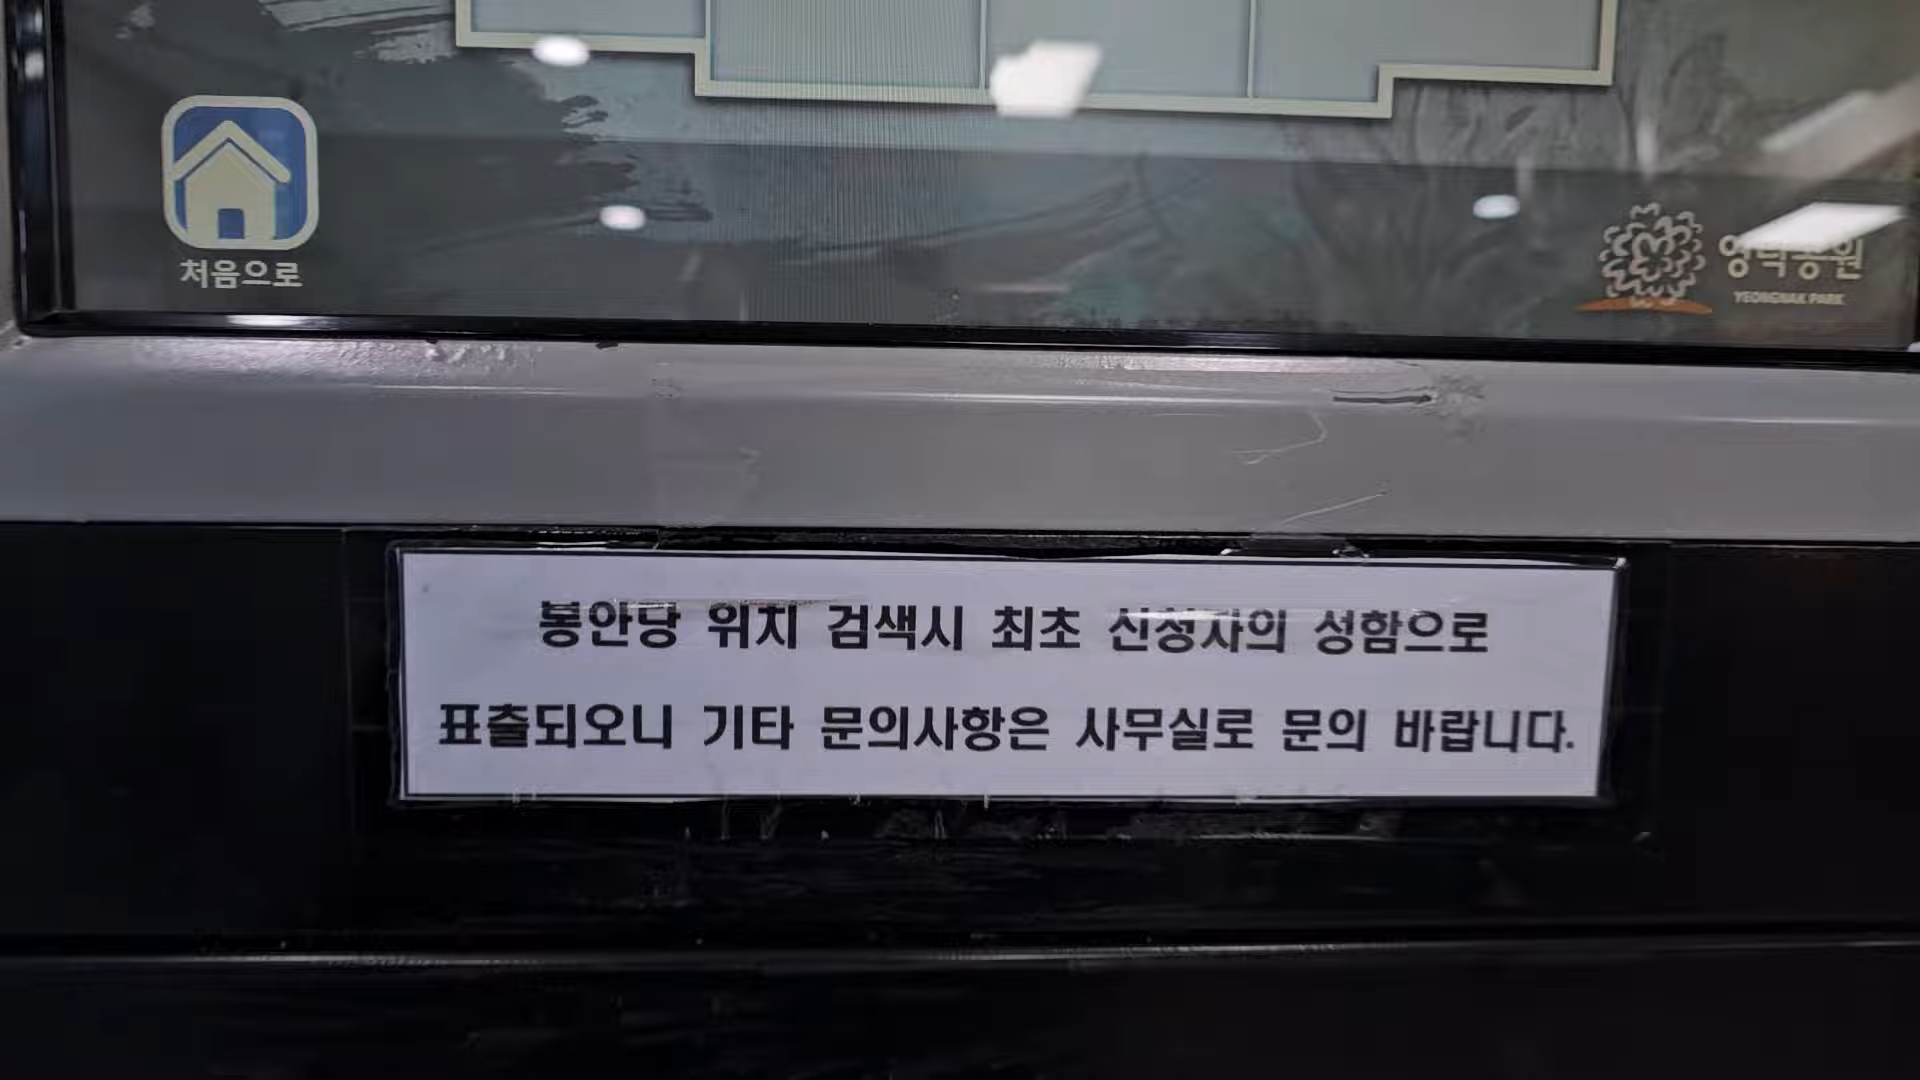 처음으로
영락공원
YEONGNAK PARK
봉안당 위치 검색시 최초 신청자의 성함으로
표출되오니 기타 문의사항은 사무실로 문의 바랍니다.